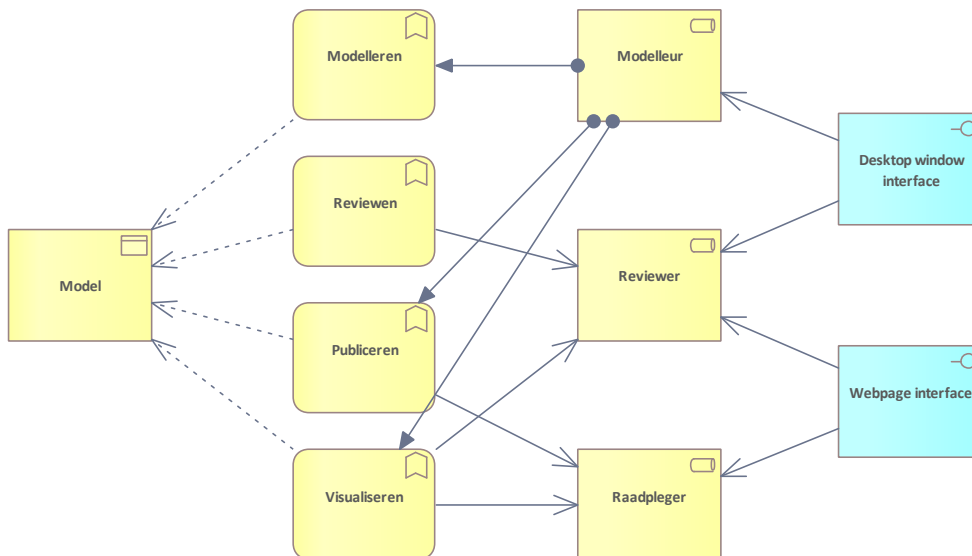 Modelleren
Modelleur
Desktop window
interface
Reviewen
Model
Reviewer
Publiceren
Webpage interface
Visualiseren
Raadpleger